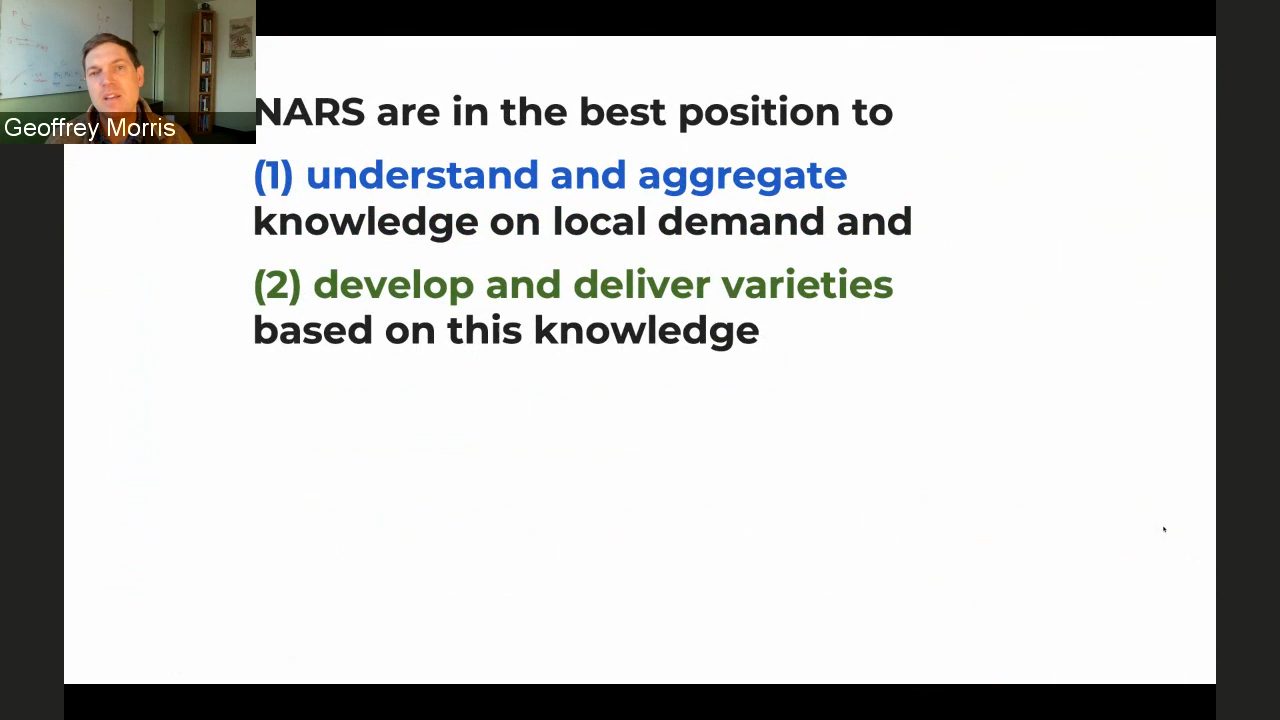 Geoffrey Morris
NARS are in the best position to
(1) understand and aggregate
knowledge on local demand and
(2) develop and deliver varieties
based on this knowledge